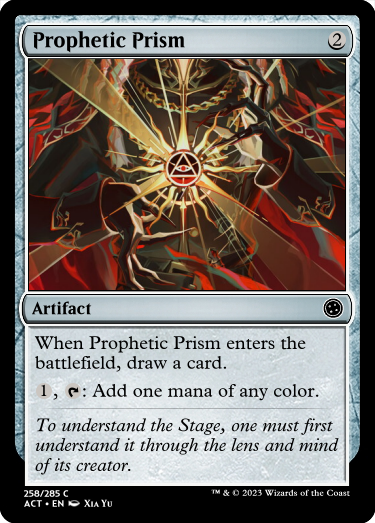 Prophetic Prism 2
Artifact
When Prophetic Prism enters the
battlefield, draw a card.
1, : Add one mana of any color.
To understand the Stage, one must first
understand it through the lens and mind
of its creator.
258/285 C
ACT • EN XIA YU
™ & © 2023 Wizards of the Coast